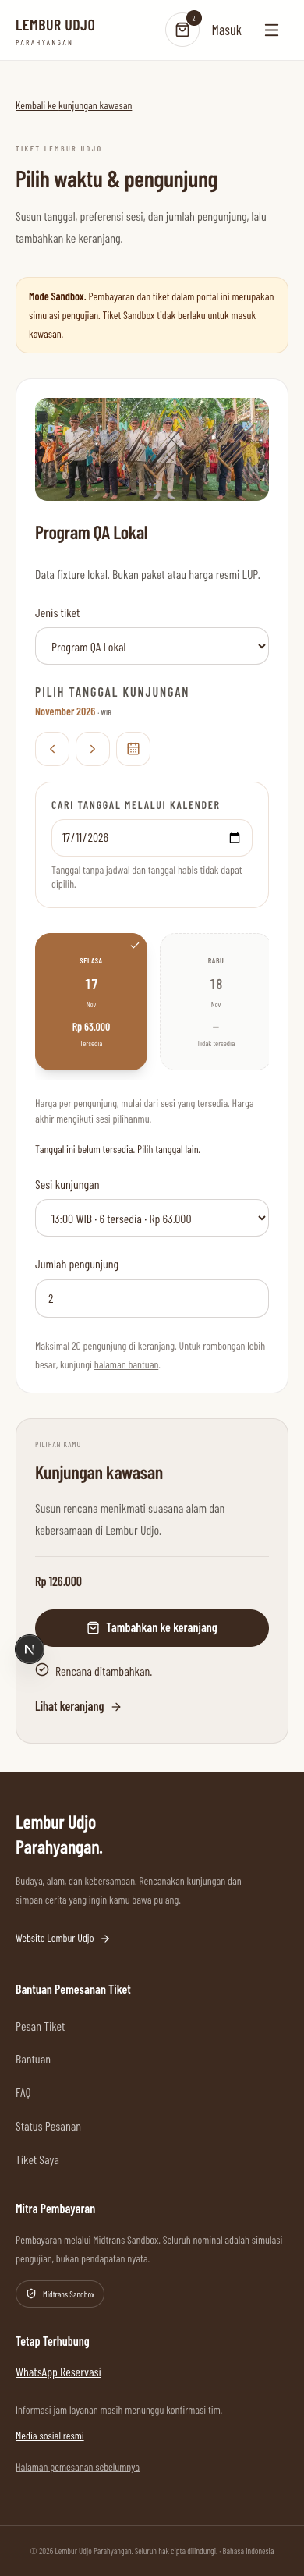 LEMBUR UDJO
PARAHYANGAN
2
Masuk
Kembali ke kunjungan kawasan
TIKET LEMBUR UDJO
Pilih waktu & pengunjung
Susun tanggal, preferensi sesi, dan jumlah pengunjung, lalu
tambahkan ke keranjang.
Mode Sandbox. Pembayaran dan tiket dalam portal ini merupakan
simulasi pengujian. Tiket Sandbox tidak berlaku untuk masuk
kawasan.
Program QA Lokal
Data fixture lokal. Bukan paket atau harga resmi LUP.
Jenis tiket
Program QA Lokal
PILIH TANGGAL KUNJUNGAN
November 2026 · WIB
CARI TANGGAL MELALUI KALENDER
17/11/2026
Tanggal tanpa jadwal dan tanggal habis tidak dapat
dipilih.
SELASA
17
Nov
Rp 63.000
Tersedia
RABU
18
Nov
—
Tidak tersedia
Harga per pengunjung, mulai dari sesi yang tersedia. Harga
akhir mengikuti sesi pilihanmu.
Tanggal ini belum tersedia. Pilih tanggal lain.
Sesi kunjungan
13:00 WIB · 6 tersedia · Rp 63.000
Jumlah pengunjung
2
Maksimal 20 pengunjung di keranjang. Untuk rombongan lebih
besar, kunjungi halaman bantuan.
PILIHAN KAMU
Kunjungan kawasan
Susun rencana menikmati suasana alam dan
kebersamaan di Lembur Udjo.
Rp 126.000
Tambahkan ke keranjang
N
Rencana ditambahkan.
Lihat keranjang
Lembur Udjo
Parahyangan.
Budaya, alam, dan kebersamaan. Rencanakan kunjungan dan
simpan cerita yang ingin kamu bawa pulang.
Website Lembur Udjo
Bantuan Pemesanan Tiket
Pesan Tiket
Bantuan
FAQ
Status Pesanan
Tiket Saya
Mitra Pembayaran
Pembayaran melalui Midtrans Sandbox. Seluruh nominal adalah simulasi
pengujian, bukan pendapatan nyata.
Midtrans Sandbox
Tetap Terhubung
WhatsApp Reservasi
Informasi jam layanan masih menunggu konfirmasi tim.
Media sosial resmi
Halaman pemesanan sebelumnya
© 2026 Lembur Udjo Parahyangan. Seluruh hak cipta dilindungi. · Bahasa Indonesia